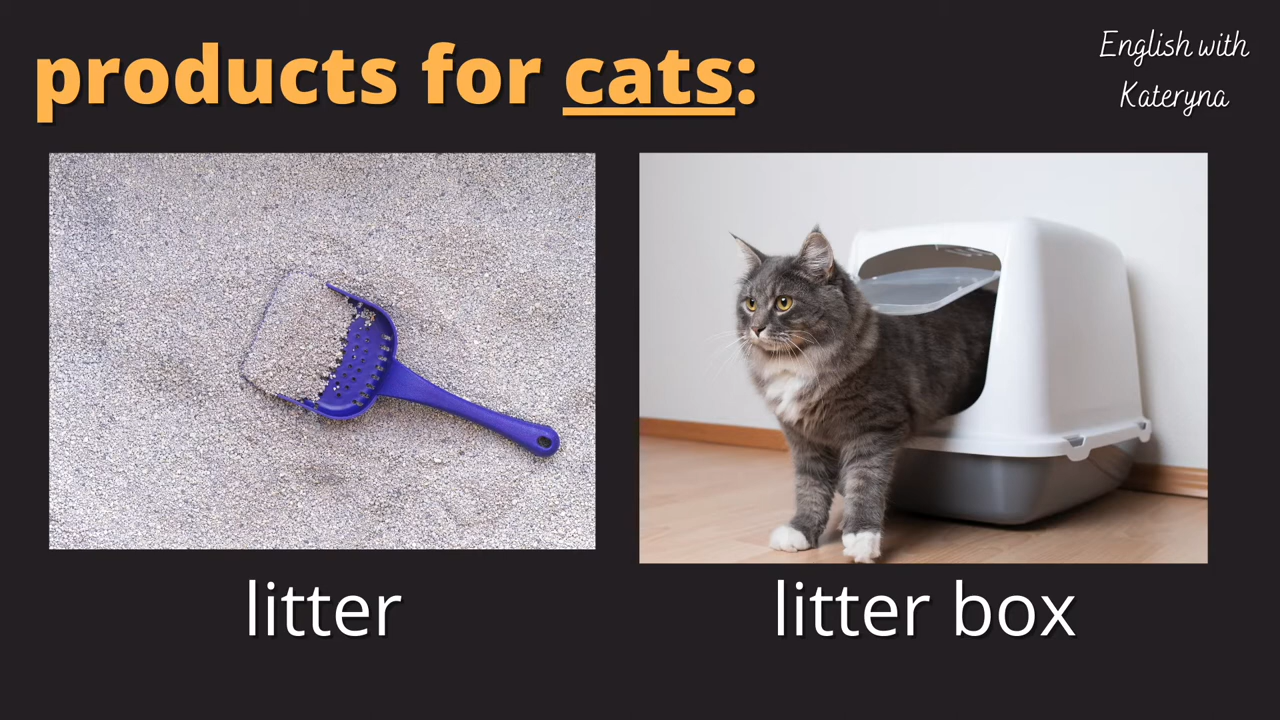 products for cats:
English with
Kateryna
litter
litter box